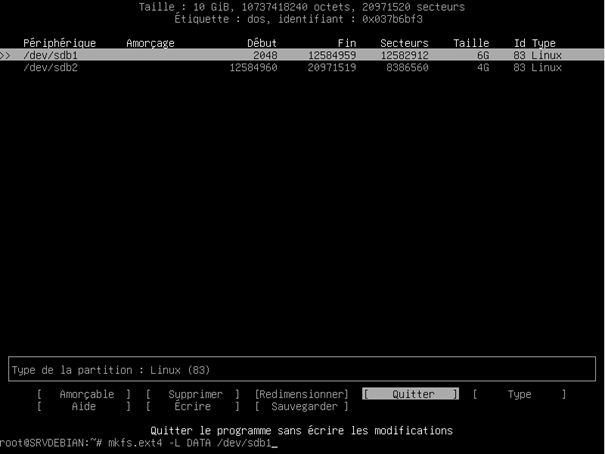 Taille : 10 GiB, 10737418240 octets, 20971520 secteurs
Étiquette : dos, identifiant : 0x037b6bf3
Périphérique Amorçage Début Fin Secteurs Taille Id Type
>> /dev/sdb1 2048 12584959 12582912 6G 83 Linux
/dev/sdb2 12584960 20971519 8386560 4G 83 Linux
Type de la partition : Linux (83)
[ Amorçable ] [ Supprimer ] [Redimensionner] [ Quitter ] [ Type ]
[ Aide ] [ Écrire ] [ Sauvegarder ]
Quitter le programme sans écrire les modifications
root@SRVDEBIAN:~# mkfs.ext4 -L DATA /dev/sdb1_